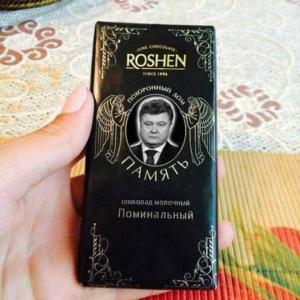 FINE CHOCOLATE
ROSHEN
SINCE 1996
ПОХОРОННЫЙ ДОМ
ПАМЯТЬ
ШОКОЛАД МОЛОЧНЫЙ
Поминальный